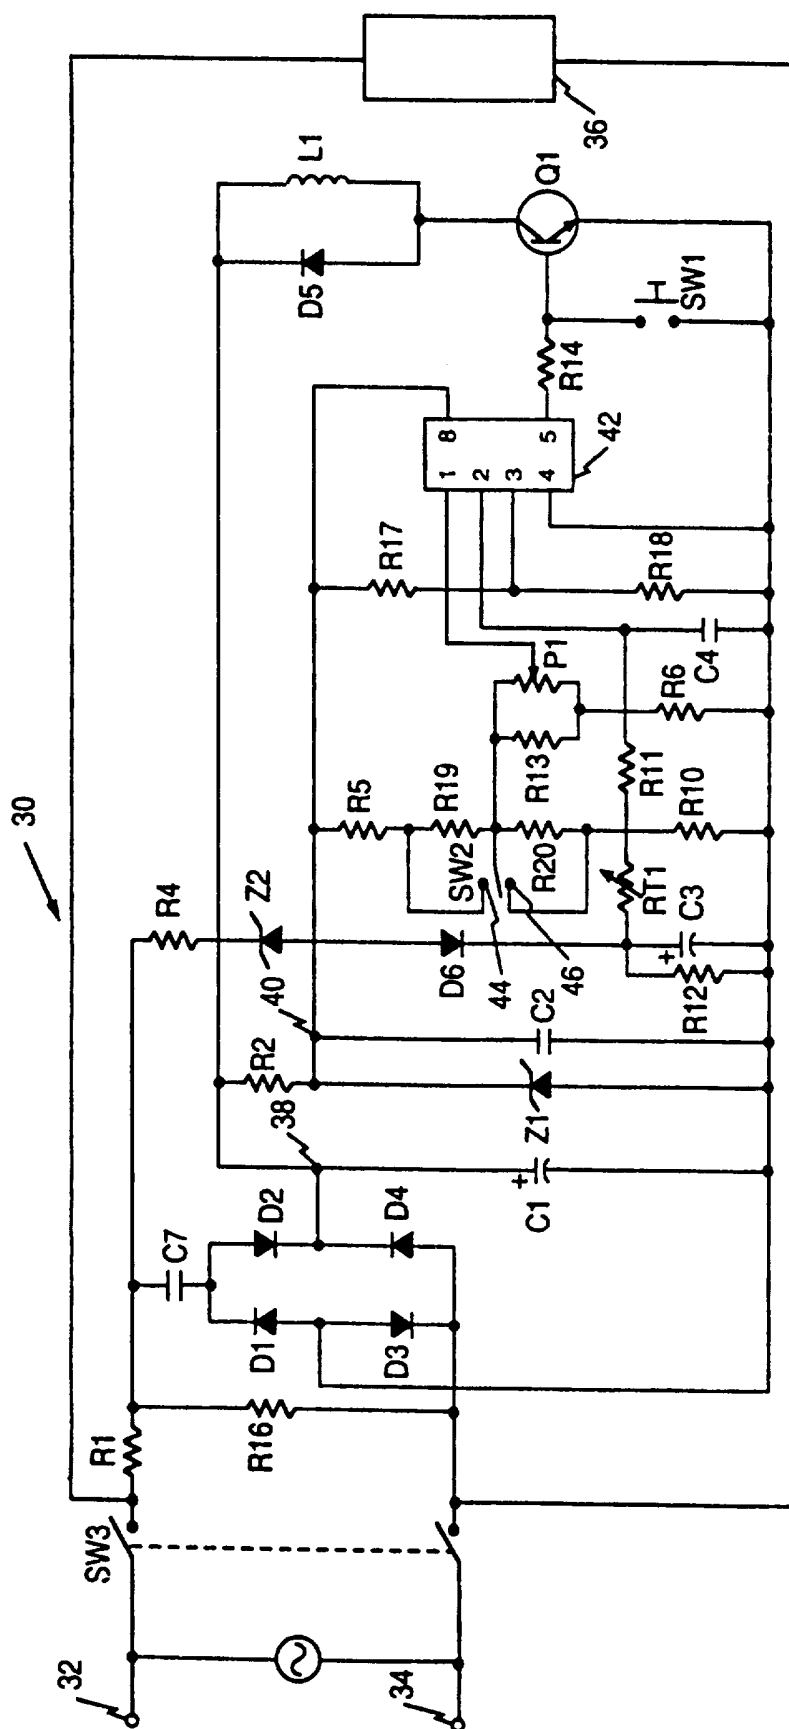 30
32
34
SW3
R1
R16
C7
D1
D2
D3
D4
38
C1
+
R2
40
Z1
C2
R4
Z2
D6
44
46
R12
C3
+
RT1
SW2
R5
R19
R20
R10
R11
R13
P1
R6
C4
R17
R18
1
2
3
4
8
5
42
R14
D5
L1
Q1
SW1
36